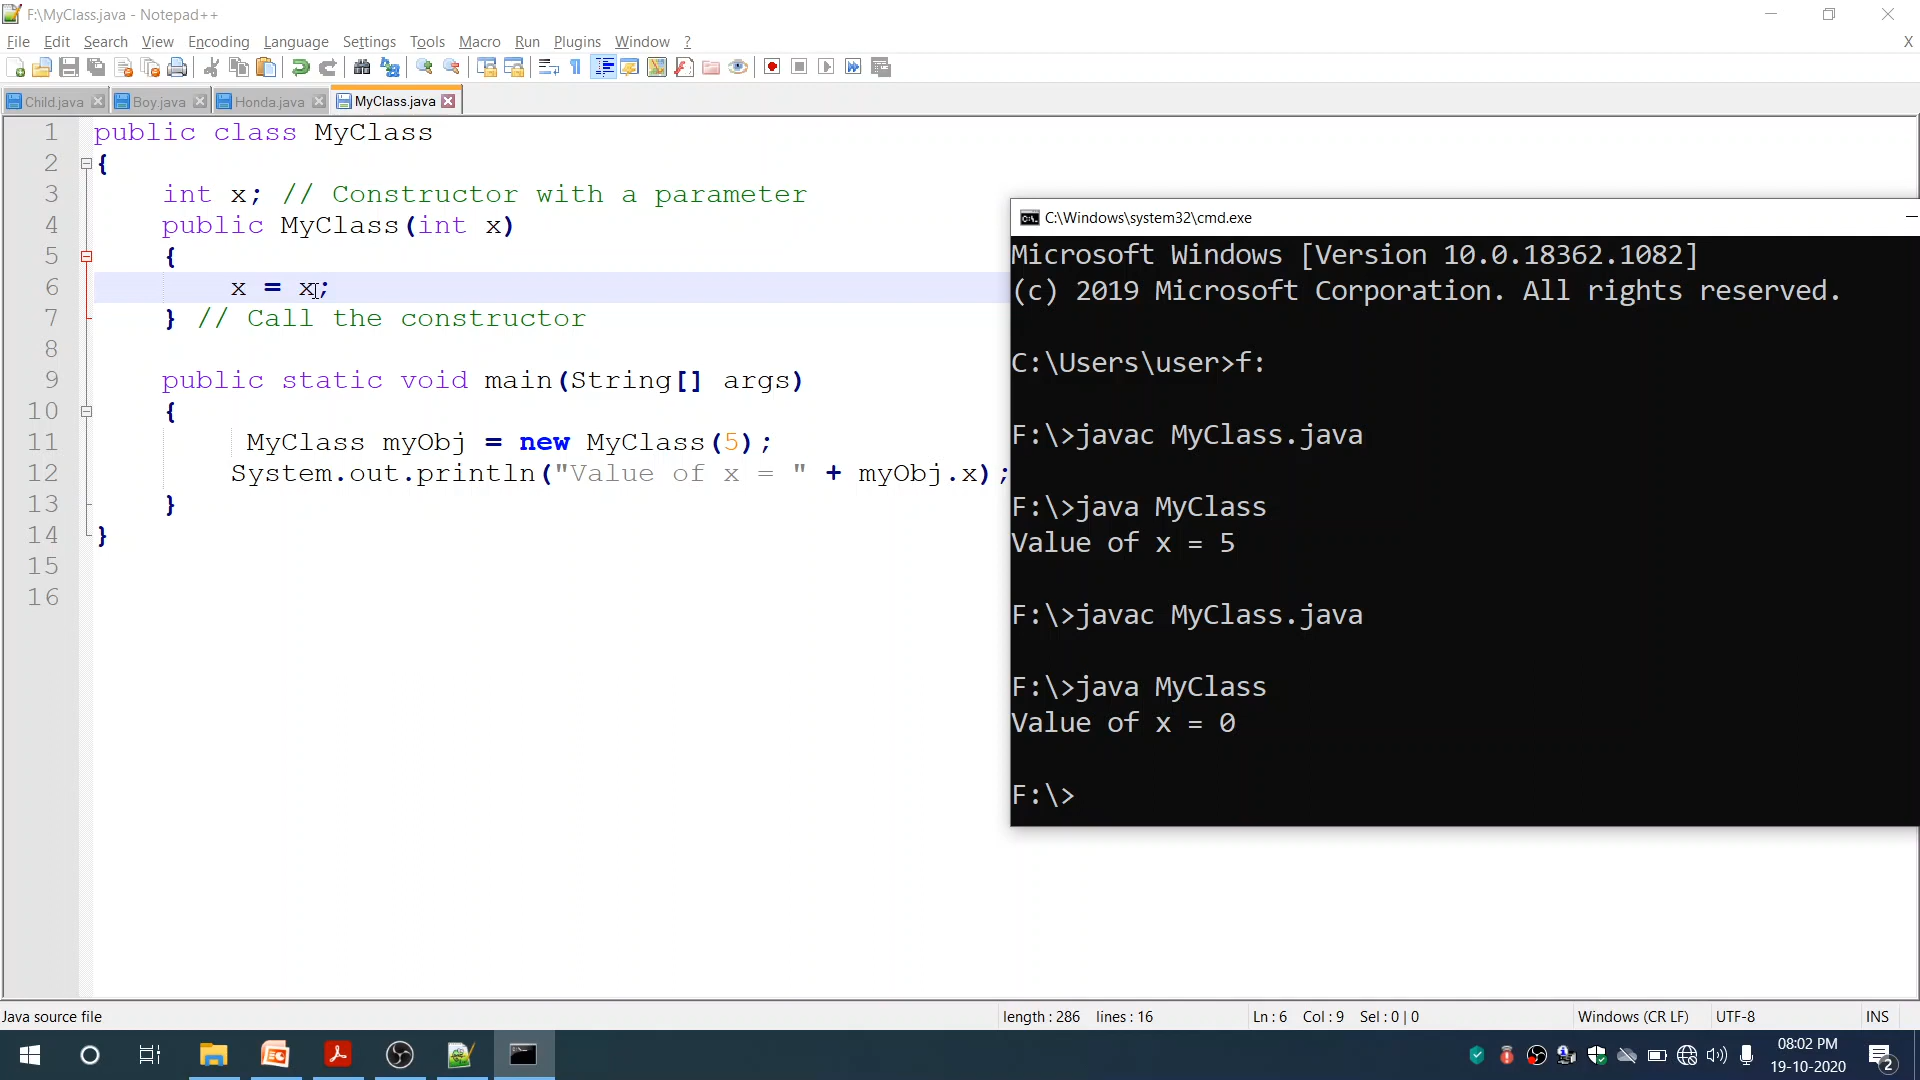 F:\MyClass.java - Notepad++
File Edit Search View Encoding Language Settings Tools Macro Run Plugins Window ? X
Child.java Boy.java Honda.java MyClass.java
1 public class MyClass
2 {
3 int x; // Constructor with a parameter
4 public MyClass(int x)
5 {
6 x = x;
7 } // Call the constructor
8
9 public static void main(String[] args)
10 {
11 MyClass myObj = new MyClass(5);
12 System.out.println("Value of x = " + myObj.x);
13 }
14 }
15
16
C:\Windows\system32\cmd.exe
Microsoft Windows [Version 10.0.18362.1082]
(c) 2019 Microsoft Corporation. All rights reserved.
C:\Users\user>f:
F:\>javac MyClass.java
F:\>java MyClass
Value of x = 5
F:\>javac MyClass.java
F:\>java MyClass
Value of x = 0
F:\>
Java source file length : 286 lines : 16 Ln : 6 Col : 9 Sel : 0 | 0 Windows (CR LF) UTF-8 INS
08:02 PM
19-10-2020
2